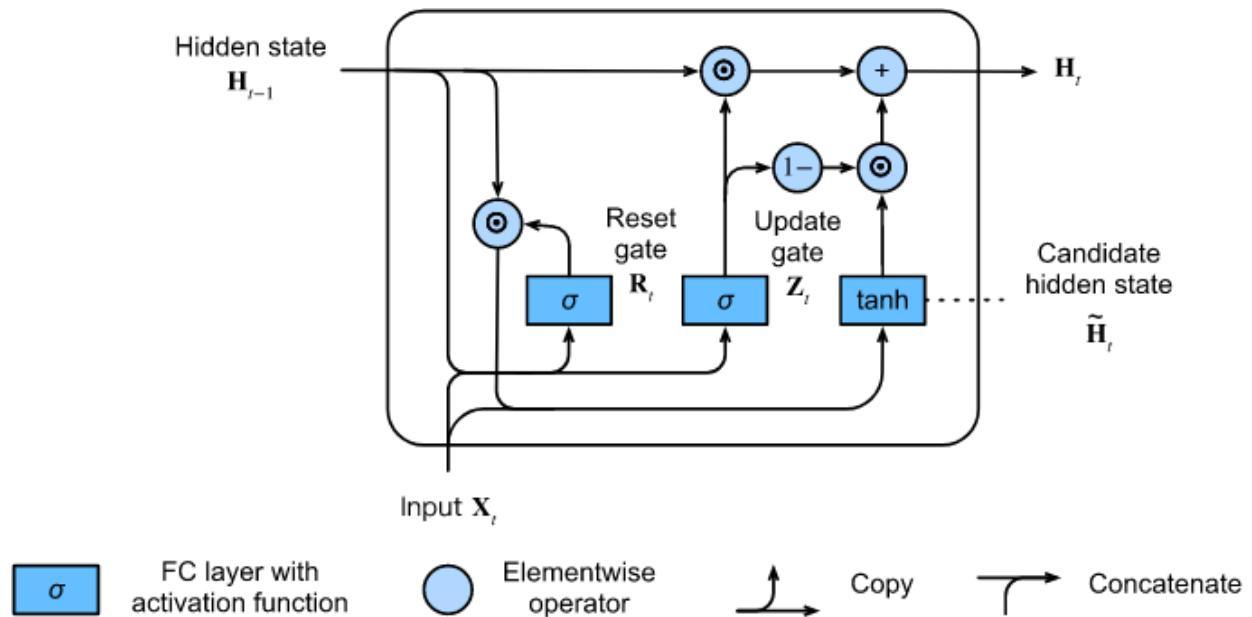 Hidden state
H_{t−1}
⊙
+
H_t
1−
⊙
⊙
Reset
gate
R_t
Update
gate
Z_t
σ
σ
tanh
Candidate
hidden state
H̃_t
Input X_t
σ
FC layer with
activation function
Elementwise
operator
Copy
Concatenate